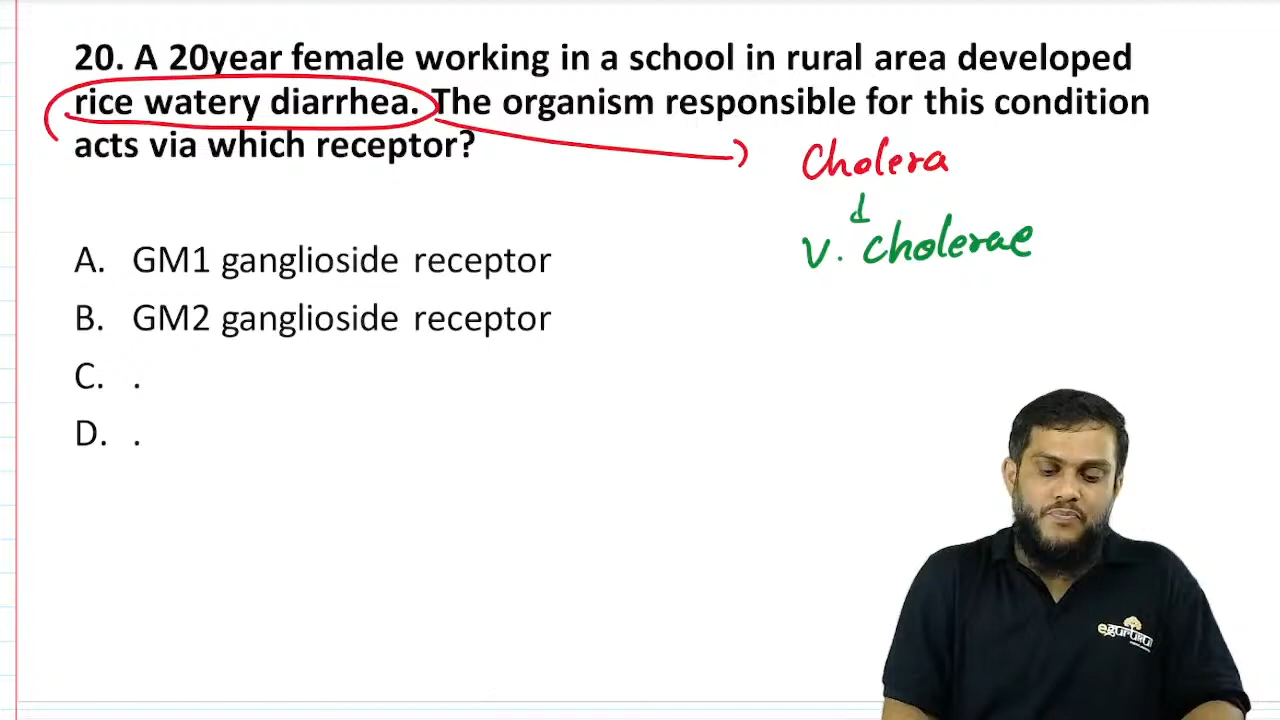 20. A 20year female working in a school in rural area developed
rice watery diarrhea. The organism responsible for this condition
acts via which receptor?
Cholera
V. cholerae
A. GM1 ganglioside receptor
B. GM2 ganglioside receptor
C. .
D. .
egurukul